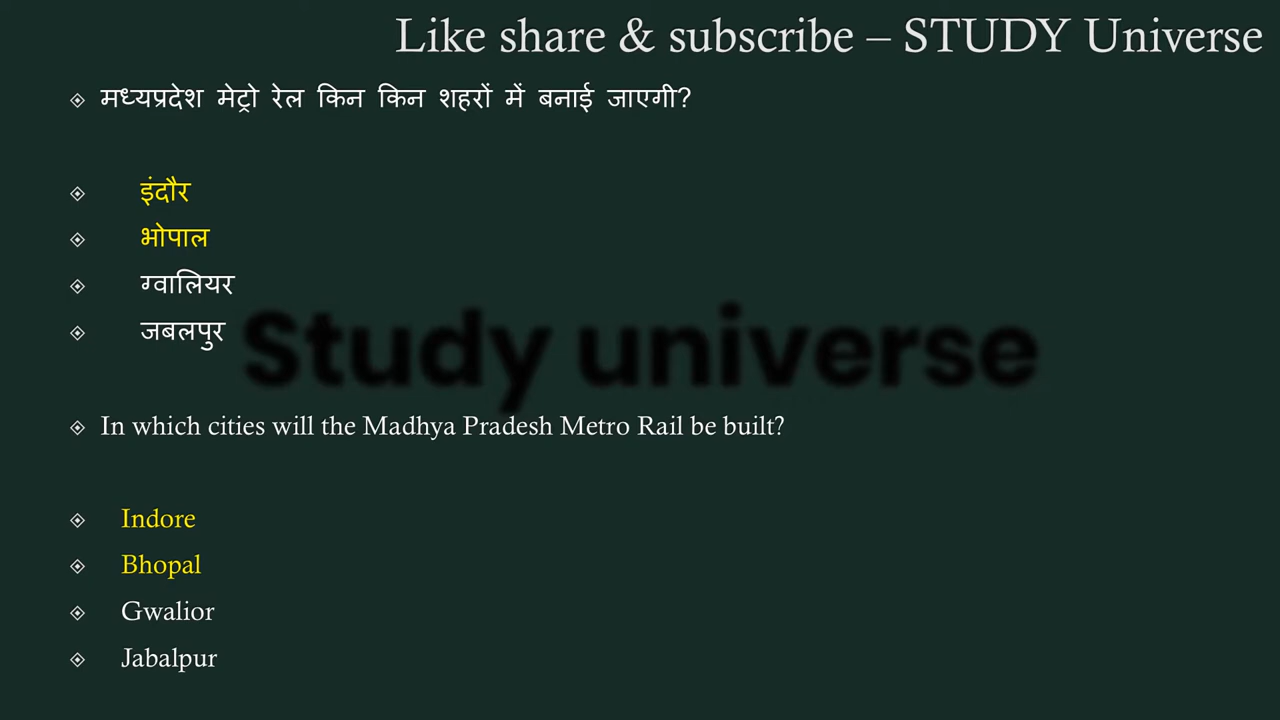 Like share & subscribe – STUDY Universe
मध्यप्रदेश मेट्रो रेल किन किन शहरों में बनाई जाएगी?
इंदौर
भोपाल
ग्वालियर
जबलपुर
Study universe
In which cities will the Madhya Pradesh Metro Rail be built?
Indore
Bhopal
Gwalior
Jabalpur